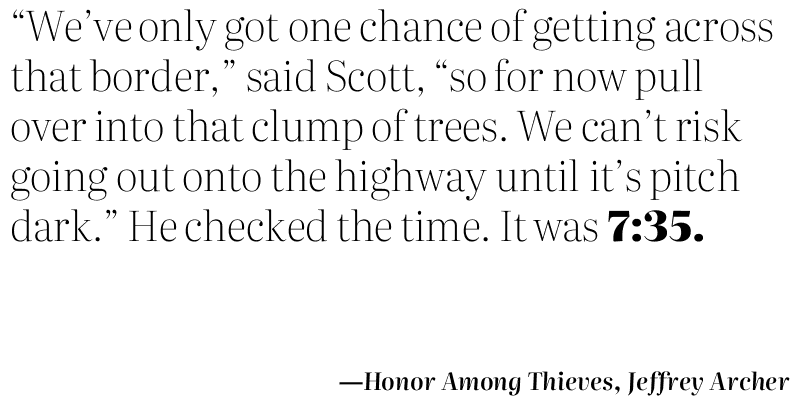 “We’ve only got one chance of getting across
that border,” said Scott, “so for now pull
over into that clump of trees. We can’t risk
going out onto the highway until it’s pitch
dark.” He checked the time. It was 7:35.
—Honor Among Thieves, Jeffrey Archer